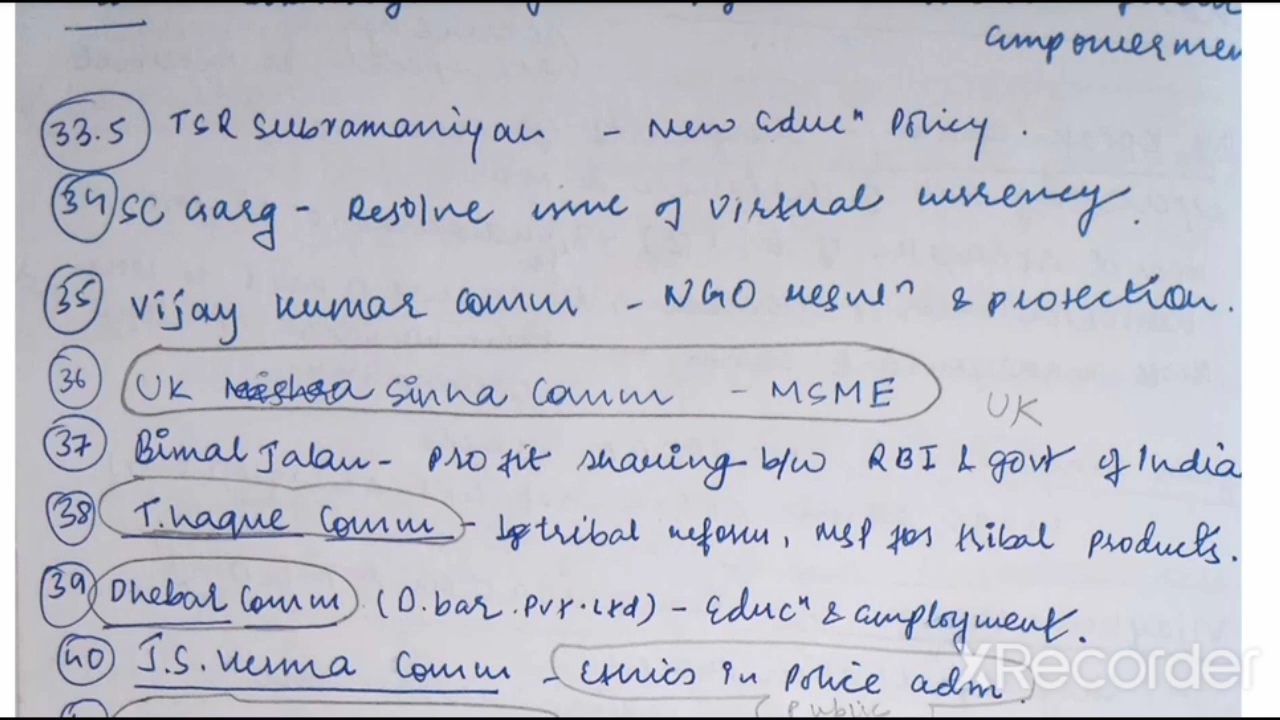 empowermen
33.5 TSR Subramaniyan - New Educⁿ Policy.
34 SC Garg - Resolve issue of virtual currency.
35 Vijay Kumar Comm - NGO regneⁿ & protection.
36 UK Sinha Comm - MSME
UK
37 Bimal Jalan - profit sharing b/w RBI & govt of India
38 T. Haque Comm - tribal reform, MSP for tribal products.
39 Dhebar Comm (D.bar.Pvt.Ltd) - Educⁿ & employment.
40 J.S. Verma Comm - Ethics in Police adm.
public
XRecorder